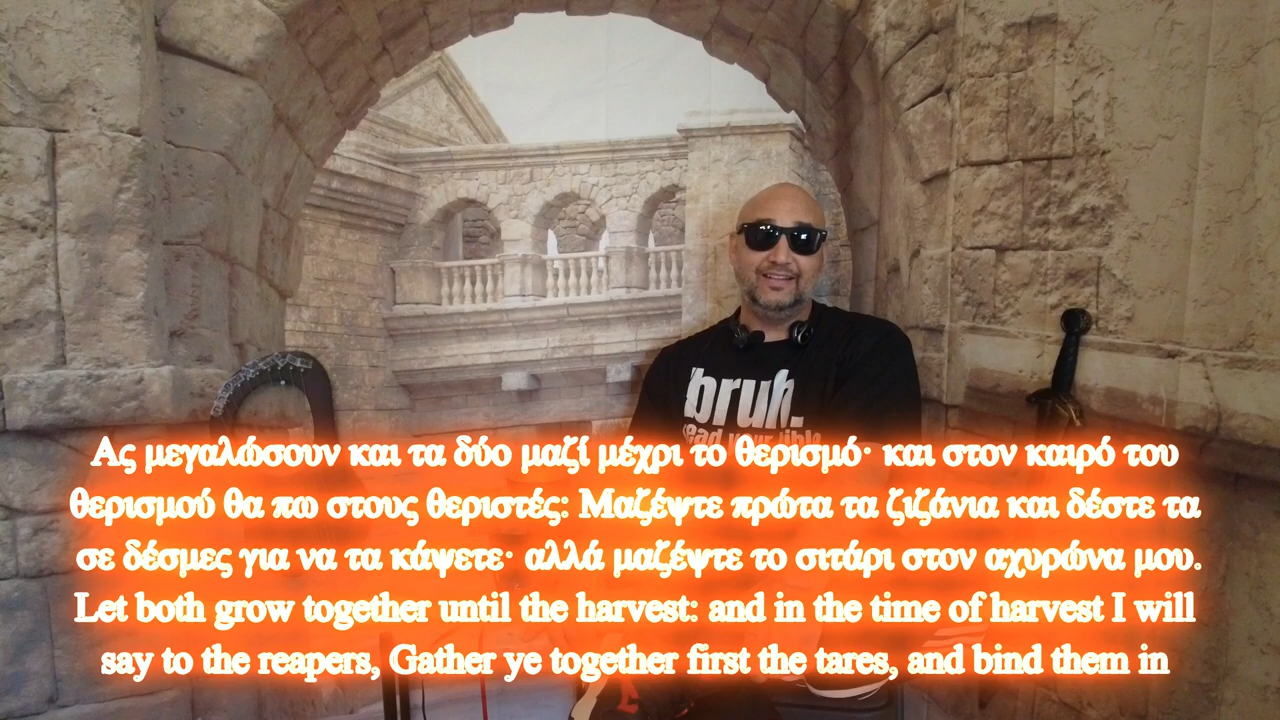 bruh.
read your bible
Ας μεγαλώσουν και τα δύο μαζί μέχρι το θερισμό· και στον καιρό του
θερισμού θα πω στους θεριστές: Μαζέψτε πρώτα τα ζιζάνια και δέστε τα
σε δέσμες για να τα κάψετε· αλλά μαζέψτε το σιτάρι στον αχυρώνα μου.
Let both grow together until the harvest: and in the time of harvest I will
say to the reapers, Gather ye together first the tares, and bind them in